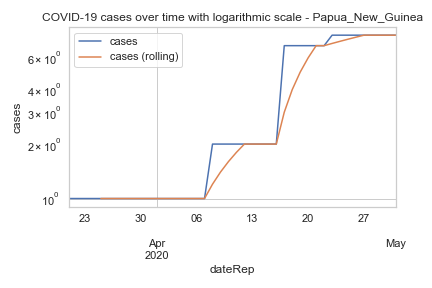 COVID-19 cases over time with logarithmic scale - Papua_New_Guinea
cases
cases (rolling)
6 × 10⁰
4 × 10⁰
3 × 10⁰
2 × 10⁰
10⁰
cases
23 30 06 13 20 27
Apr May
2020
dateRep